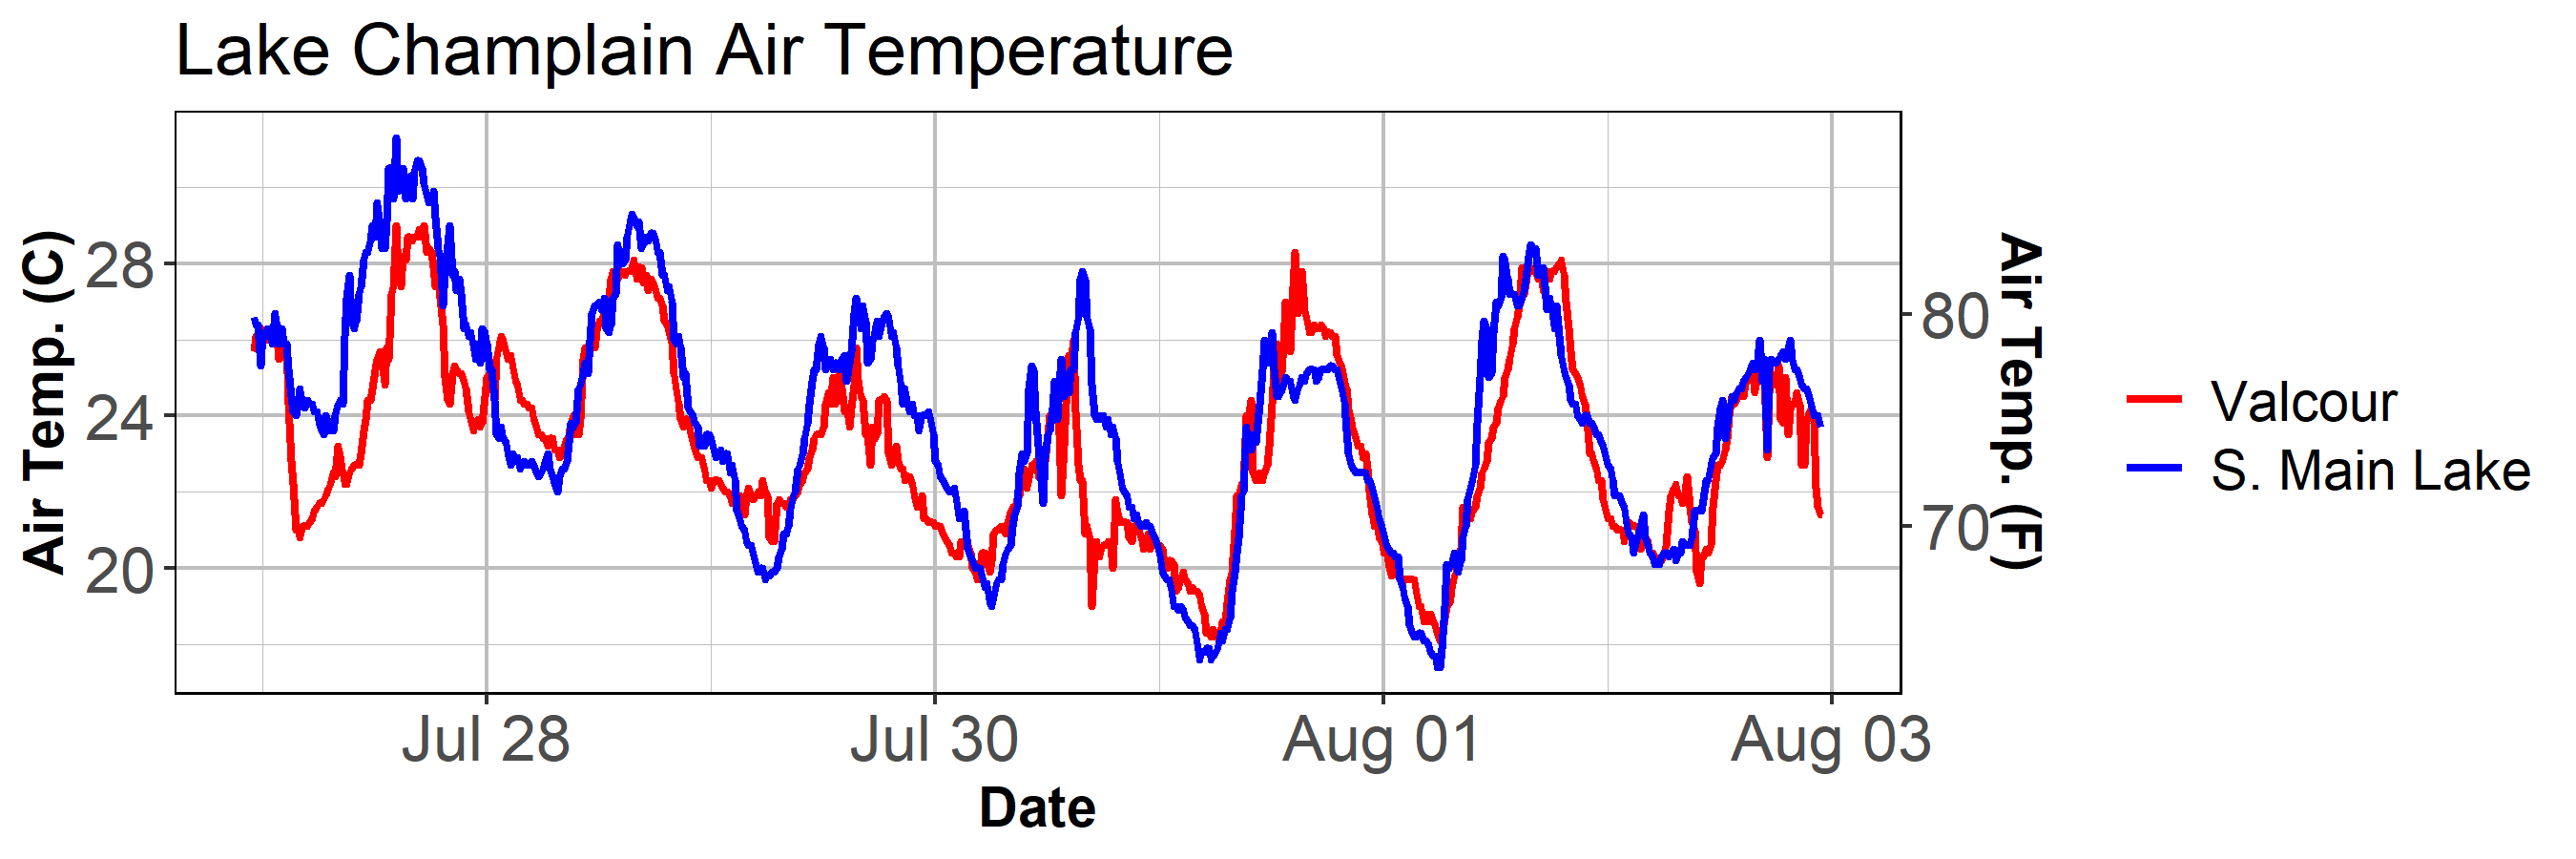 Lake Champlain Air Temperature
Air Temp. (C)
28
24
20
Air Temp. (F)
80
70
Jul 28
Jul 30
Aug 01
Aug 03
Date
Valcour
S. Main Lake